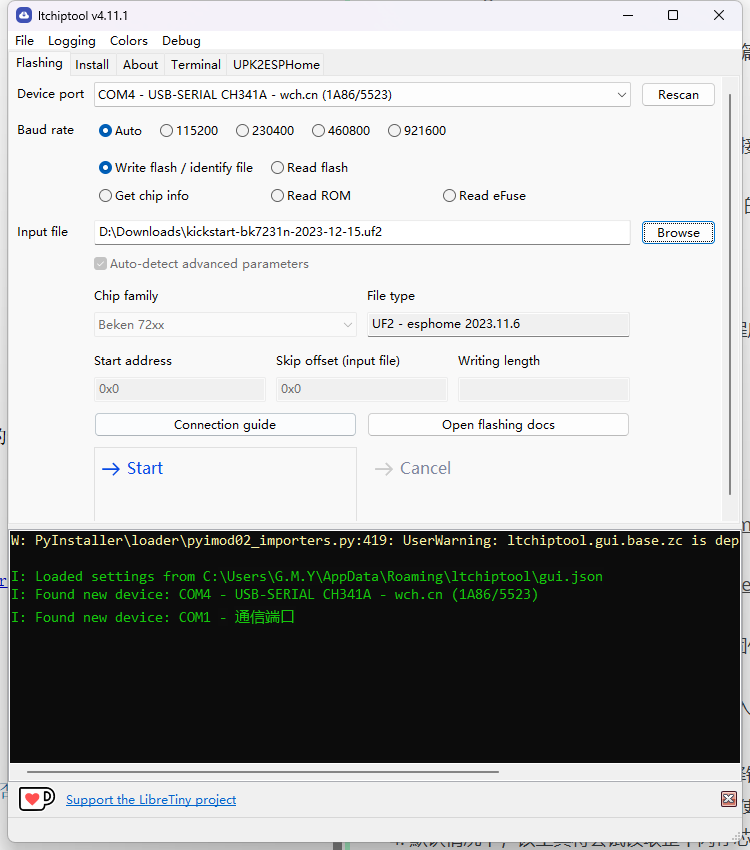 ltchiptool v4.11.1
File Logging Colors Debug
Flashing Install About Terminal UPK2ESPHome
Device port COM4 - USB-SERIAL CH341A - wch.cn (1A86/5523) Rescan
Baud rate Auto 115200 230400 460800 921600
Write flash / identify file Read flash
Get chip info Read ROM Read eFuse
Input file D:\Downloads\kickstart-bk7231n-2023-12-15.uf2 Browse
Auto-detect advanced parameters
Chip family File type
Beken 72xx UF2 - esphome 2023.11.6
Start address Skip offset (input file) Writing length
0x0 0x0
Connection guide Open flashing docs
Start Cancel
W: PyInstaller\loader\pyimod02_importers.py:419: UserWarning: ltchiptool.gui.base.zc is dep
I: Loaded settings from C:\Users\G.M.Y\AppData\Roaming\ltchiptool\gui.json
I: Found new device: COM4 - USB-SERIAL CH341A - wch.cn (1A86/5523)
I: Found new device: COM1 - 通信端口
Support the LibreTiny project